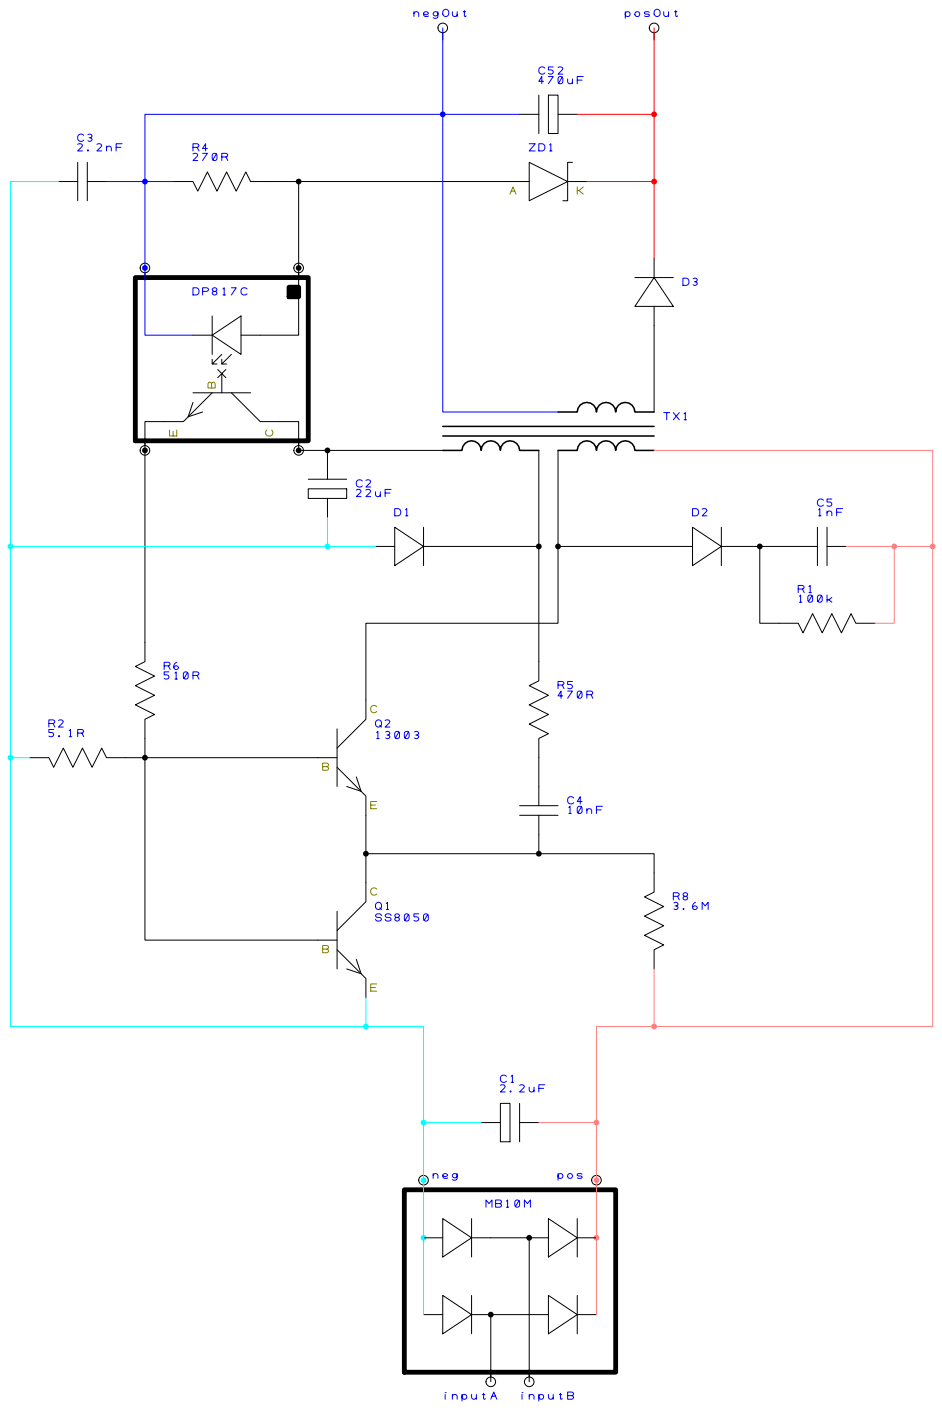 negOut
posOut
C52
470uF
C3
2.2nF
R4
270R
ZD1
A
K
D3
DP817C
B
E
C
TX1
C2
22uF
D1
D2
C5
1nF
R1
100k
R6
510R
R5
470R
R2
5.1R
C
Q2
13003
B
E
C4
10nF
C
Q1
SS8050
B
E
R8
3.6M
C1
2.2uF
neg
pos
MB10M
inputA
inputB